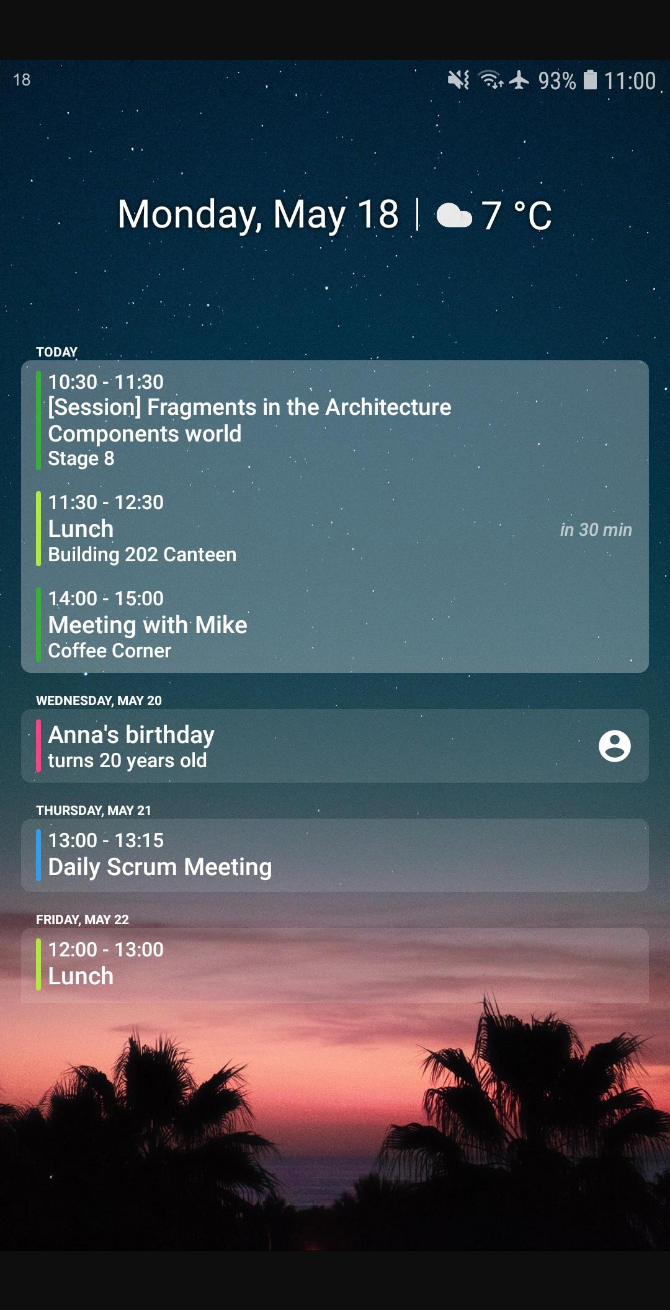 18
93% 11:00
Monday, May 18 | 7 °C
TODAY
10:30 - 11:30
[Session] Fragments in the Architecture
Components world
Stage 8
11:30 - 12:30
Lunch
in 30 min
Building 202 Canteen
14:00 - 15:00
Meeting with Mike
Coffee Corner
WEDNESDAY, MAY 20
Anna's birthday
turns 20 years old
THURSDAY, MAY 21
13:00 - 13:15
Daily Scrum Meeting
FRIDAY, MAY 22
12:00 - 13:00
Lunch